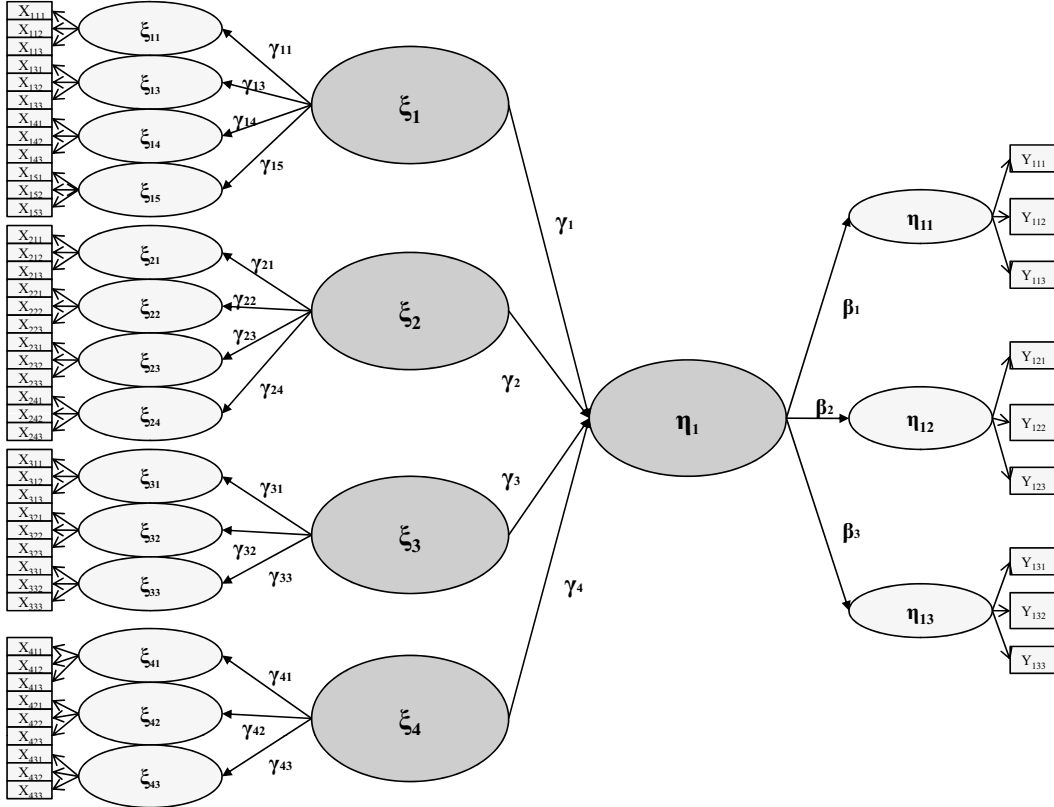 X₁₁₁
X₁₁₂
X₁₁₃
X₁₃₁
X₁₃₂
X₁₃₃
X₁₄₁
X₁₄₂
X₁₄₃
X₁₅₁
X₁₅₂
X₁₅₃
ξ₁₁
ξ₁₃
ξ₁₄
ξ₁₅
γ₁₁
γ₁₃
γ₁₄
γ₁₅
ξ₁
X₂₁₁
X₂₁₂
X₂₁₃
X₂₂₁
X₂₂₂
X₂₂₃
X₂₃₁
X₂₃₂
X₂₃₃
X₂₄₁
X₂₄₂
X₂₄₃
ξ₂₁
ξ₂₂
ξ₂₃
ξ₂₄
γ₂₁
γ₂₂
γ₂₃
γ₂₄
ξ₂
X₃₁₁
X₃₁₂
X₃₁₃
X₃₂₁
X₃₂₂
X₃₂₃
X₃₃₁
X₃₃₂
X₃₃₃
ξ₃₁
ξ₃₂
ξ₃₃
γ₃₁
γ₃₂
γ₃₃
ξ₃
X₄₁₁
X₄₁₂
X₄₁₃
X₄₂₁
X₄₂₂
X₄₂₃
X₄₃₁
X₄₃₂
X₄₃₃
ξ₄₁
ξ₄₂
ξ₄₃
γ₄₁
γ₄₂
γ₄₃
ξ₄
γ₁
γ₂
γ₃
γ₄
η₁
β₁
β₂
β₃
η₁₁
η₁₂
η₁₃
Y₁₁₁
Y₁₁₂
Y₁₁₃
Y₁₂₁
Y₁₂₂
Y₁₂₃
Y₁₃₁
Y₁₃₂
Y₁₃₃